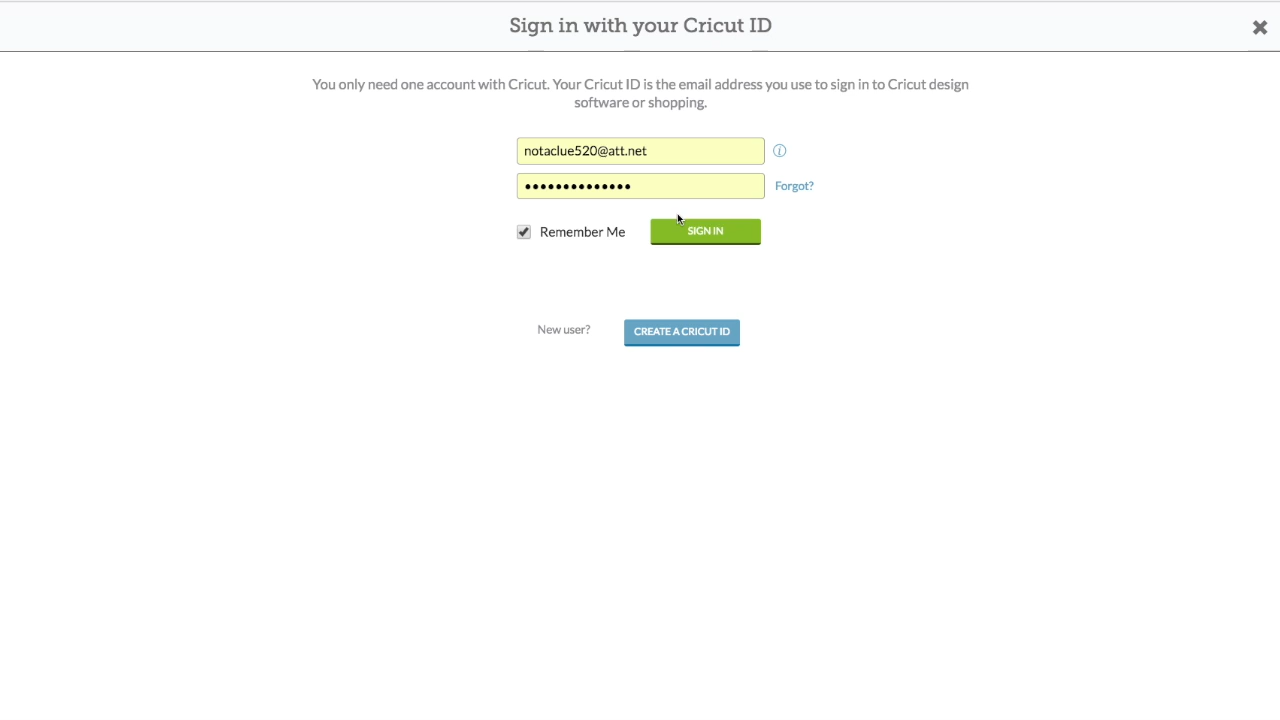 Sign in with your Cricut ID
You only need one account with Cricut. Your Cricut ID is the email address you use to sign in to Cricut design
software or shopping.
notaclue520@att.net
••••••••••••••
Forgot?
Remember Me
SIGN IN
New user?
CREATE A CRICUT ID